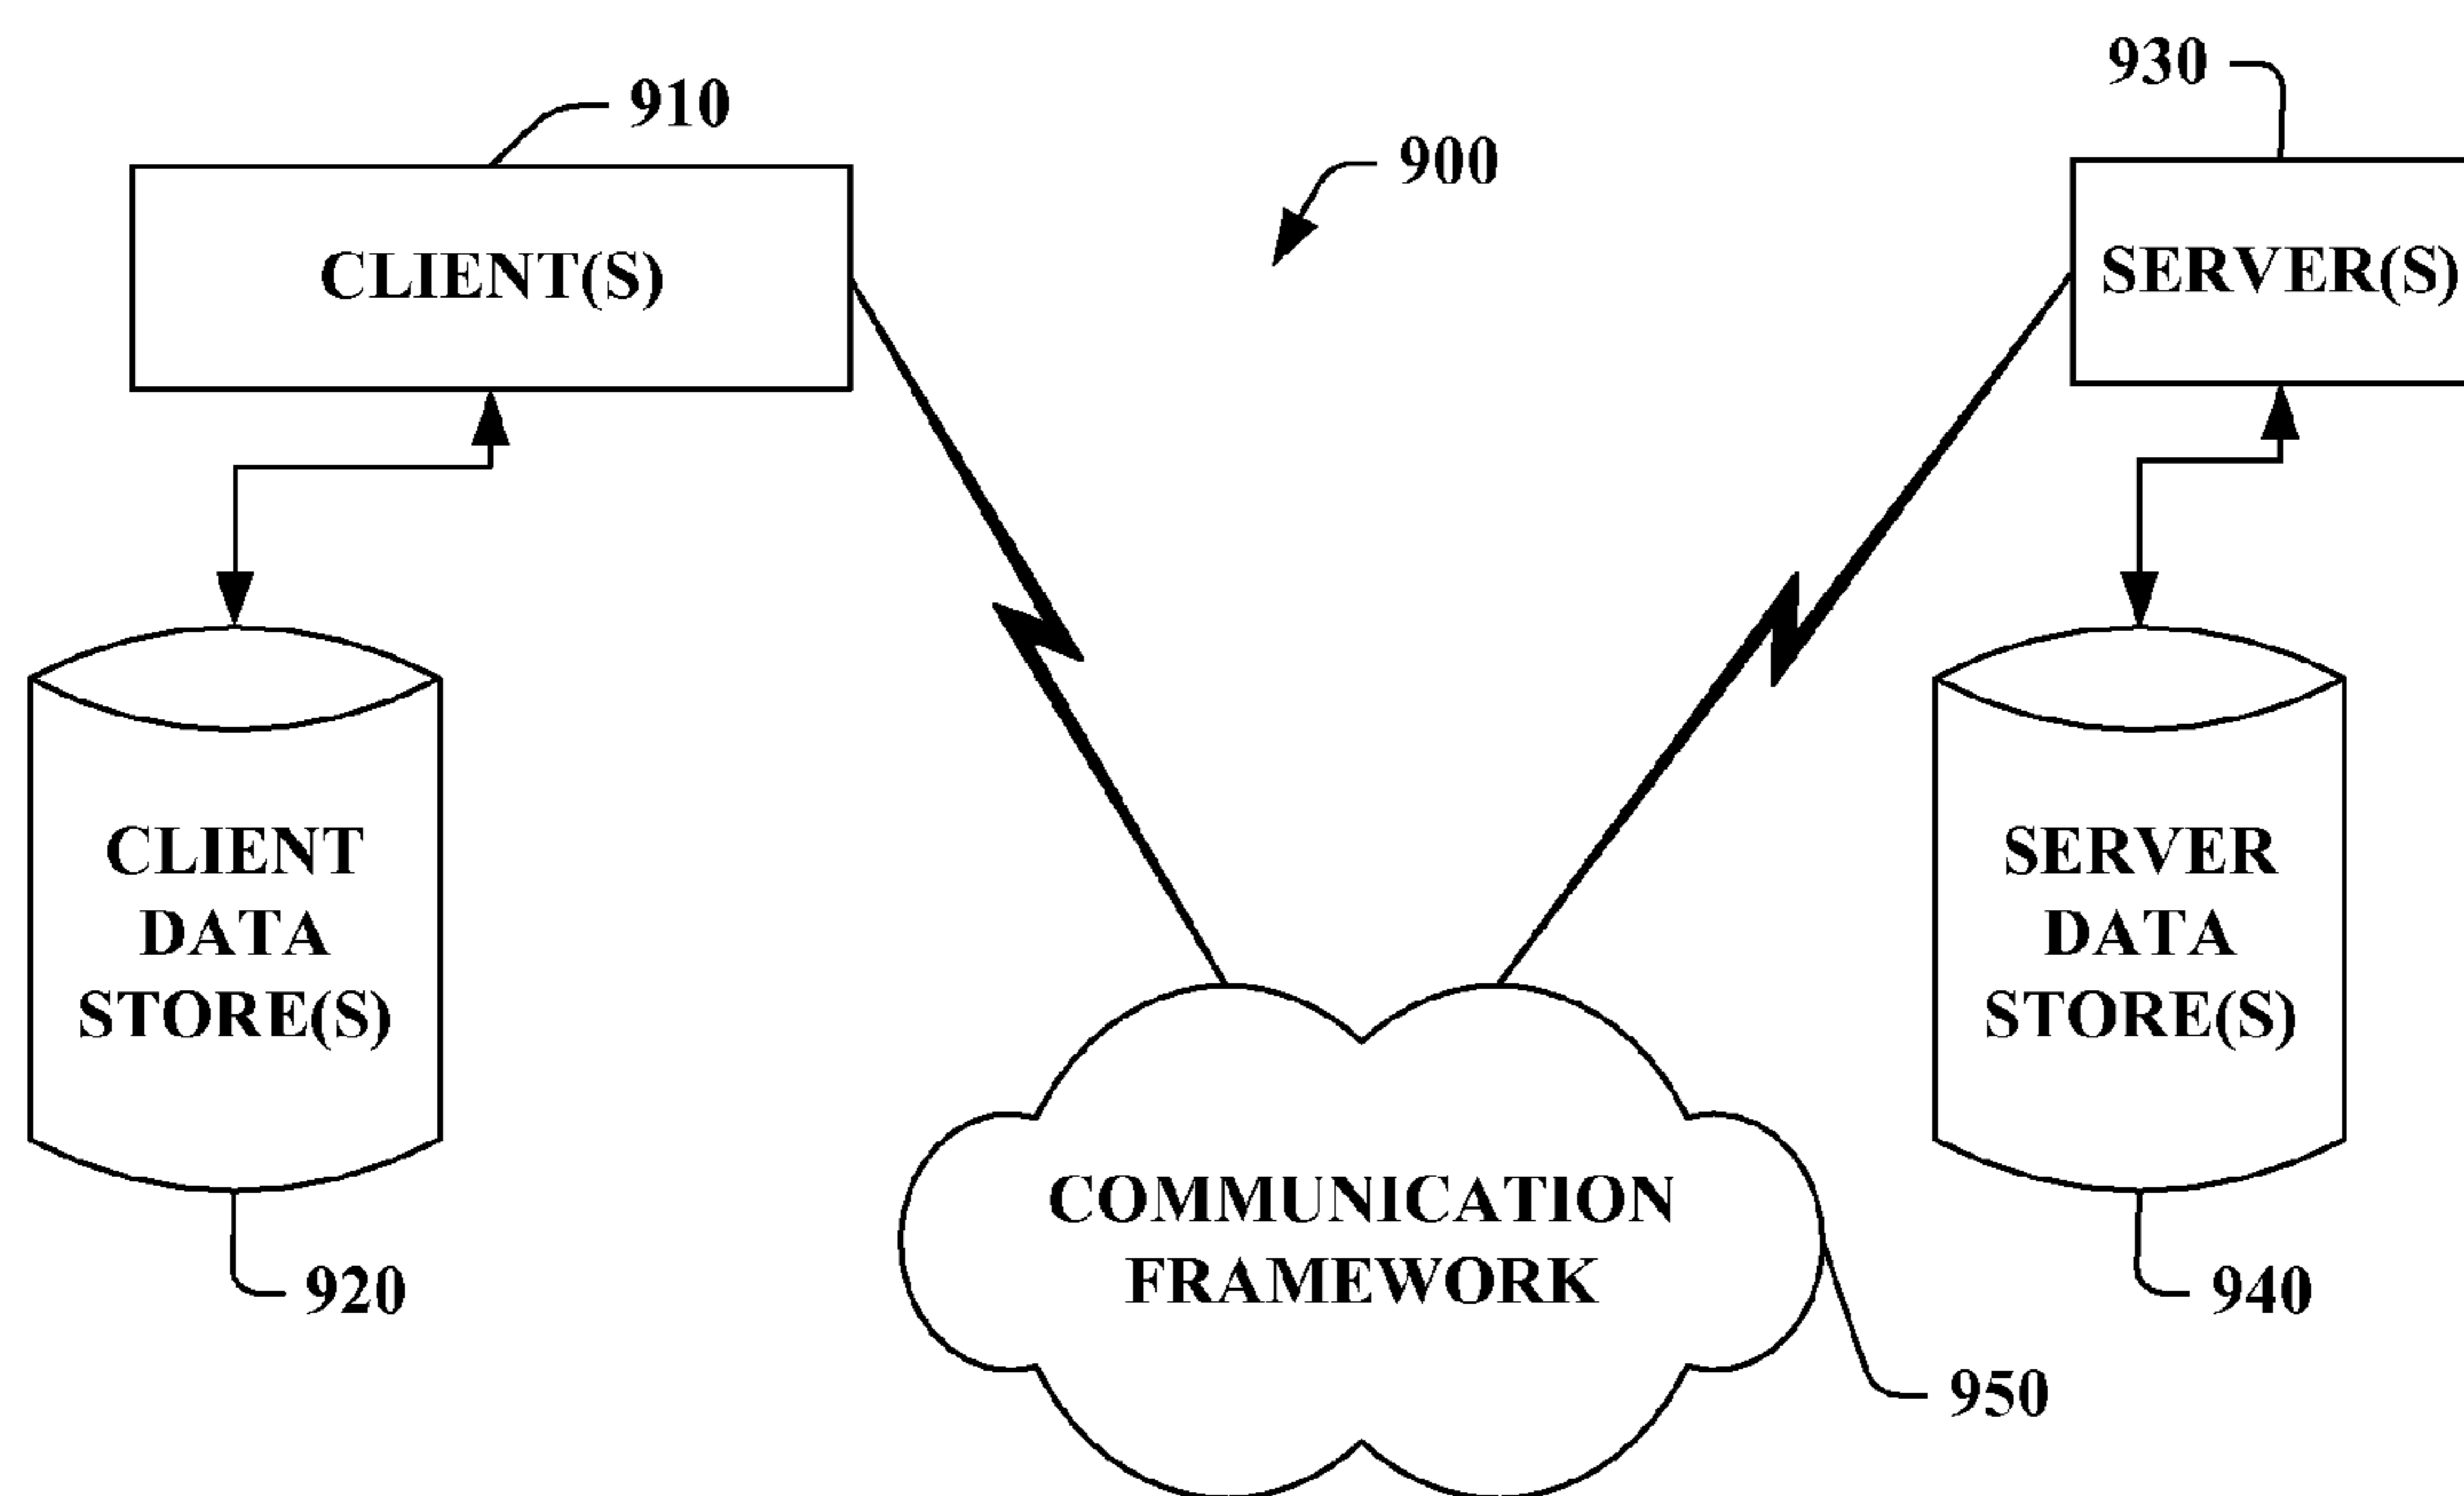 910
930
900
CLIENT(S)
SERVER(S)
CLIENT
DATA
STORE(S)
SERVER
DATA
STORE(S)
COMMUNICATION
FRAMEWORK
920
940
950